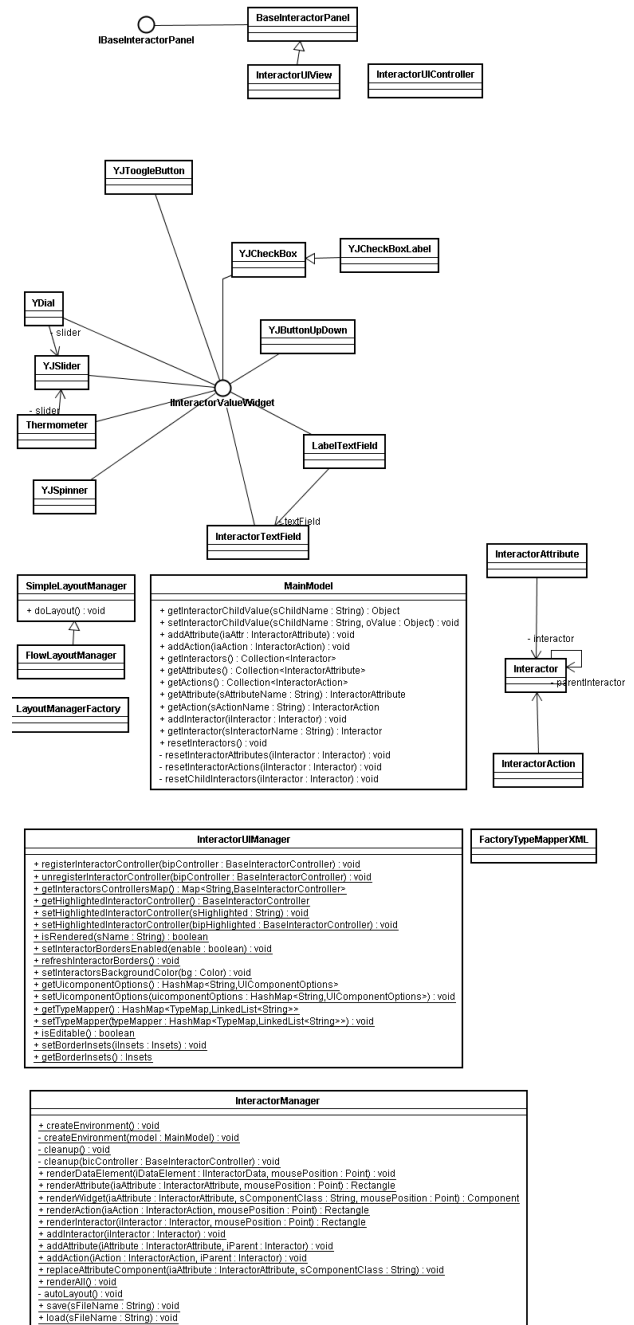 BaseInteractorPanel
IBaseInteractorPanel
InteractorUIView
InteractorUIController
YJToogleButton
YJCheckBox
YJCheckBoxLabel
YDial
- slider
YJButtonUpDown
YJSlider
IInteractorValueWidget
- slider
Thermometer
LabelTextField
YJSpinner
- textField
InteractorTextField
InteractorAttribute
SimpleLayoutManager
+ doLayout() : void
FlowLayoutManager
LayoutManagerFactory
MainModel
+ getInteractorChildValue(sChildName : String) : Object
+ setInteractorChildValue(sChildName : String, oValue : Object) : void
+ addAttribute(iaAttr : InteractorAttribute) : void
+ addAction(iaAction : InteractorAction) : void
+ getInteractors() : Collection<Interactor>
+ getAttributes() : Collection<InteractorAttribute>
+ getActions() : Collection<InteractorAction>
+ getAttribute(sAttributeName : String) : InteractorAttribute
+ getAction(sActionName : String) : InteractorAction
+ addInteractor(iInteractor : Interactor) : void
+ getInteractor(sInteractorName : String) : Interactor
+ resetInteractors() : void
- resetInteractorAttributes(iInteractor : Interactor) : void
- resetInteractorActions(iInteractor : Interactor) : void
- resetChildInteractors(iInteractor : Interactor) : void
- interactor
Interactor
- parentInteractor
InteractorAction
InteractorUIManager
+ registerInteractorController(bipController : BaseInteractorController) : void
+ unregisterInteractorController(bipController : BaseInteractorController) : void
+ getInteractorsControllersMap() : Map<String,BaseInteractorController>
+ getHighlightedInteractorController() : BaseInteractorController
+ setHighlightedInteractorController(sHighlighted : String) : void
+ setHighlightedInteractorController(bipHighlighted : BaseInteractorController) : void
+ isRendered(sName : String) : boolean
+ setInteractorBordersEnabled(enable : boolean) : void
+ refreshInteractorBorders() : void
+ setInteractorsBackgroundColor(bg : Color) : void
+ getUicomponentOptions() : HashMap<String,UIComponentOptions>
+ setUicomponentOptions(uicomponentOptions : HashMap<String,UIComponentOptions>) : void
+ getTypeMapper() : HashMap<TypeMap,LinkedList<String>>
+ setTypeMapper(typeMapper : HashMap<TypeMap,LinkedList<String>>) : void
+ isEditable() : boolean
+ setBorderInsets(iInsets : Insets) : void
+ getBorderInsets() : Insets
FactoryTypeMapperXML
InteractorManager
+ createEnvironment() : void
- createEnvironment(model : MainModel) : void
- cleanup() : void
- cleanup(bicController : BaseInteractorController) : void
+ renderDataElement(iDataElement : IInteractorData, mousePosition : Point) : void
+ renderAttribute(iaAttribute : InteractorAttribute, mousePosition : Point) : Rectangle
+ renderWidget(iaAttribute : InteractorAttribute, sComponentClass : String, mousePosition : Point) : Component
+ renderAction(iaAction : InteractorAction, mousePosition : Point) : Rectangle
+ renderInteractor(iInteractor : Interactor, mousePosition : Point) : Rectangle
+ addInteractor(iInteractor : Interactor) : void
+ addAttribute(iAttribute : InteractorAttribute, iParent : Interactor) : void
+ addAction(iAction : InteractorAction, iParent : Interactor) : void
+ replaceAttributeComponent(iaAttribute : InteractorAttribute, sComponentClass : String) : void
+ renderAll() : void
- autoLayout() : void
+ save(sFileName : String) : void
+ load(sFileName : String) : void